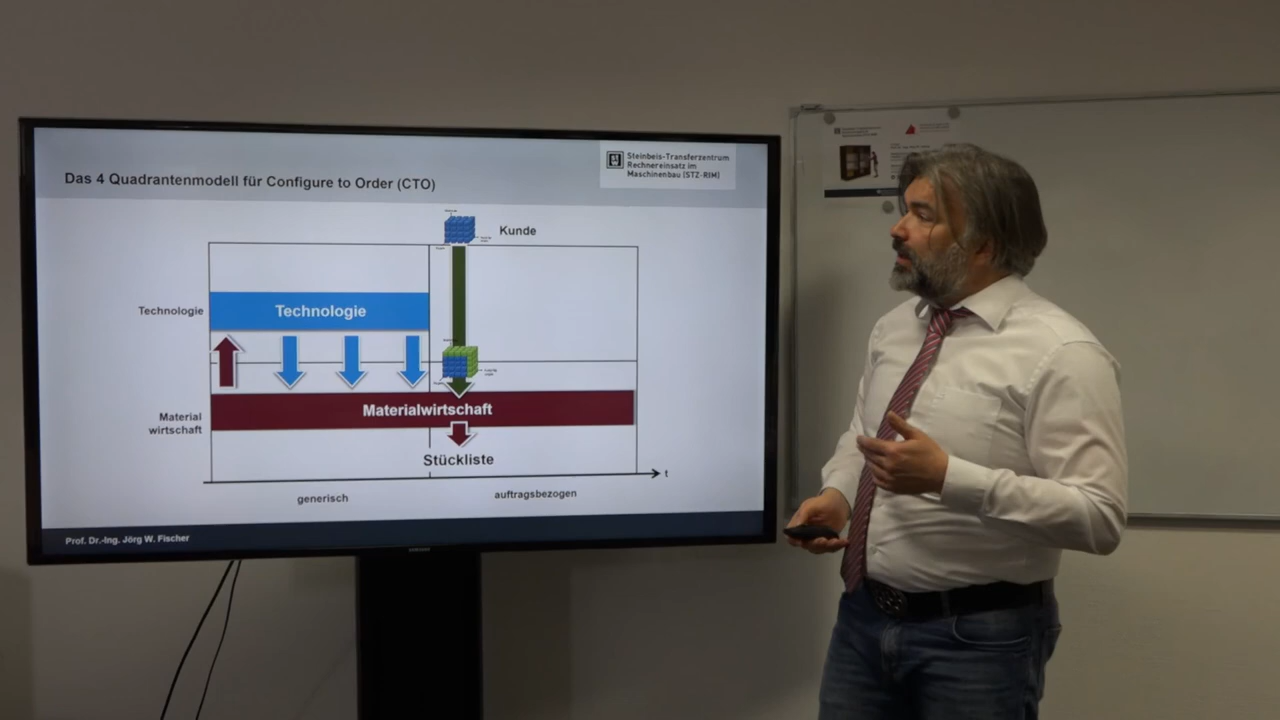 Das 4 Quadrantenmodell für Configure to Order (CTO)
Steinbeis-Transferzentrum
Rechnereinsatz im
Maschinenbau (STZ-RIM)
Kunde
Technologie
Technologie
Materialwirtschaft
Material
wirtschaft
Stückliste
t
generisch
auftragsbezogen
Prof. Dr.-Ing. Jörg W. Fischer
SAMSUNG